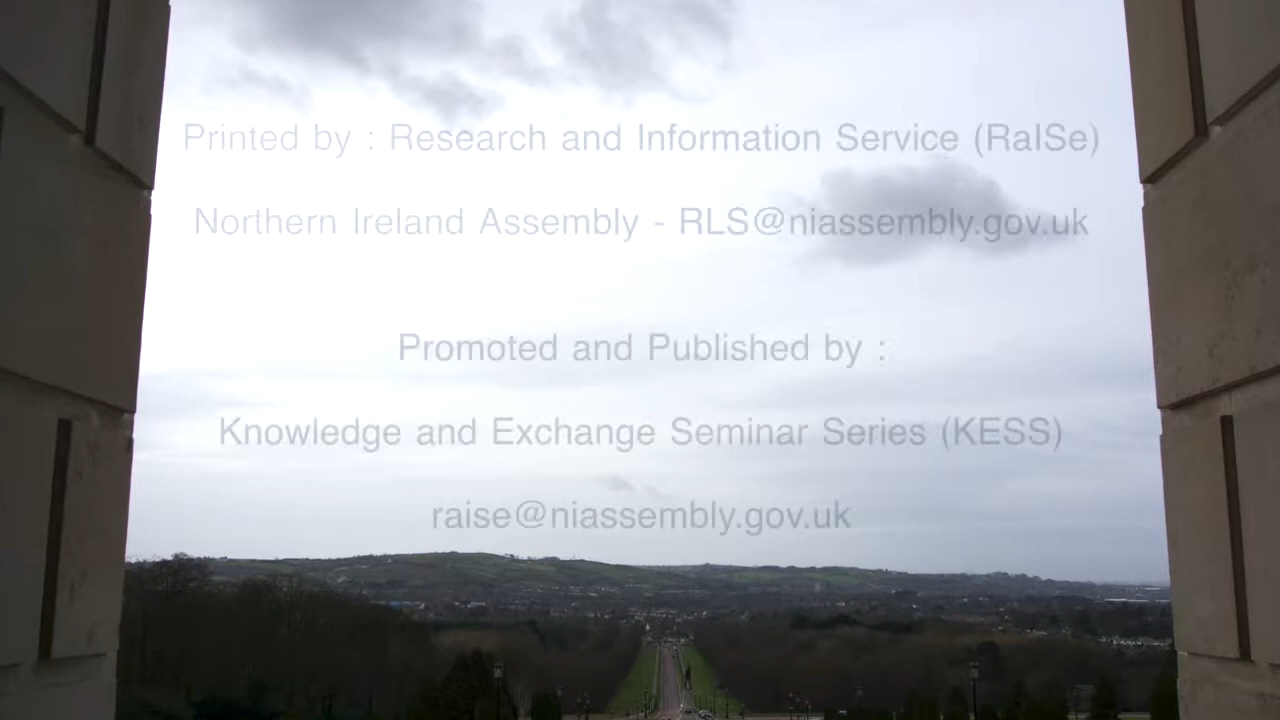 Printed by : Research and Information Service (RaISe)
Northern Ireland Assembly - RLS@niassembly.gov.uk
Promoted and Published by :
Knowledge and Exchange Seminar Series (KESS)
raise@niassembly.gov.uk